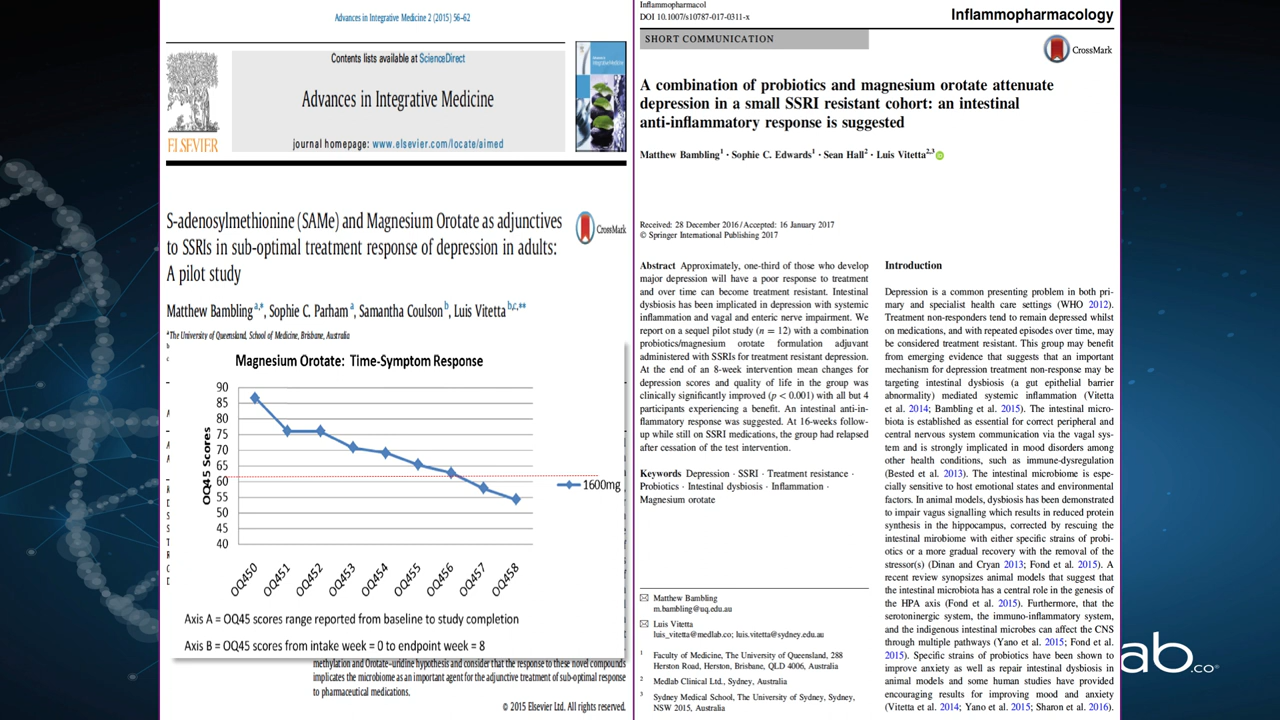 Advances in Integrative Medicine 2 (2015) 56–62
Contents lists available at ScienceDirect
Advances in Integrative Medicine
journal homepage: www.elsevier.com/locate/aimed
ELSEVIER
S-adenosylmethionine (SAMe) and Magnesium Orotate as adjunctives
to SSRIs in sub-optimal treatment response of depression in adults:
A pilot study
CrossMark
Matthew Bambling a,*, Sophie C. Parham a, Samantha Coulson b, Luis Vitetta b,c,**
a The University of Queensland, School of Medicine, Brisbane, Australia
Magnesium Orotate: Time-Symptom Response
90
85
80
75
70
65
60
55
50
45
40
OQ45 Scores
1600mg
OQ450
OQ451
OQ452
OQ453
OQ454
OQ455
OQ456
OQ457
OQ458
Axis A = OQ45 scores range reported from baseline to study completion
Axis B = OQ45 scores from intake week = 0 to endpoint week = 8
methylation and Orotate–uridine hypothesis and consider that the response to these novel compounds
implicates the microbiome as an important agent for the adjunctive treatment of sub-optimal response
to pharmaceutical medications.
© 2015 Elsevier Ltd. All rights reserved.
Inflammopharmacol
DOI 10.1007/s10787-017-0311-x
Inflammopharmacology
SHORT COMMUNICATION
CrossMark
A combination of probiotics and magnesium orotate attenuate
depression in a small SSRI resistant cohort: an intestinal
anti-inflammatory response is suggested
Matthew Bambling1 · Sophie C. Edwards1 · Sean Hall2 · Luis Vitetta2,3
Received: 28 December 2016 / Accepted: 16 January 2017
© Springer International Publishing 2017
Abstract Approximately, one-third of those who develop
major depression will have a poor response to treatment
and over time can become treatment resistant. Intestinal
dysbiosis has been implicated in depression with systemic
inflammation and vagal and enteric nerve impairment. We
report on a sequel pilot study (n = 12) with a combination
probiotics/magnesium orotate formulation adjuvant
administered with SSRIs for treatment resistant depression.
At the end of an 8-week intervention mean changes for
depression scores and quality of life in the group was
clinically significantly improved (p < 0.001) with all but 4
participants experiencing a benefit. An intestinal anti-in-
flammatory response was suggested. At 16-weeks follow-
up while still on SSRI medications, the group had relapsed
after cessation of the test intervention.
Keywords Depression · SSRI · Treatment resistance ·
Probiotics · Intestinal dysbiosis · Inflammation ·
Magnesium orotate
Matthew Bambling
m.bambling@uq.edu.au
Luis Vitetta
luis_vitetta@medlab.co; luis.vitetta@sydney.edu.au
1 Faculty of Medicine, The University of Queensland, 288
Herston Road, Herston, Brisbane, QLD 4006, Australia
2 Medlab Clinical Ltd., Sydney, Australia
3 Sydney Medical School, The University of Sydney, Sydney,
NSW 2015, Australia
Introduction
Depression is a common presenting problem in both pri-
mary and specialist health care settings (WHO 2012).
Treatment non-responders tend to remain depressed whilst
on medications, and with repeated episodes over time, may
be considered treatment resistant. This group may benefit
from emerging evidence that suggests that an important
mechanism for depression treatment non-response may be
targeting intestinal dysbiosis (a gut epithelial barrier
abnormality) mediated systemic inflammation (Vitetta
et al. 2014; Bambling et al. 2015). The intestinal micro-
biota is established as essential for correct peripheral and
central nervous system communication via the vagal sys-
tem and is strongly implicated in mood disorders among
other health conditions, such as immune-dysregulation
(Bested et al. 2013). The intestinal microbiome is espe-
cially sensitive to host emotional states and environmental
factors. In animal models, dysbiosis has been demonstrated
to impair vagus signalling which results in reduced protein
synthesis in the hippocampus, corrected by rescuing the
intestinal mirobiome with either specific strains of probi-
otics or a more gradual recovery with the removal of the
stressor(s) (Dinan and Cryan 2013; Fond et al. 2015). A
recent review synopsizes animal models that suggest that
the intestinal microbiota has a central role in the genesis of
the HPA axis (Fond et al. 2015). Furthermore, that the
serotoninergic system, the immuno-inflammatory system,
and the indigenous intestinal microbes can affect the CNS
through multiple pathways (Yano et al. 2015; Fond et al.
2015). Specific strains of probiotics have been shown to
improve anxiety as well as repair intestinal dysbiosis in
animal models and some human studies have provided
encouraging results for improving mood and anxiety
(Vitetta et al. 2014; Yano et al. 2015; Sharon et al. 2016).
ab.co